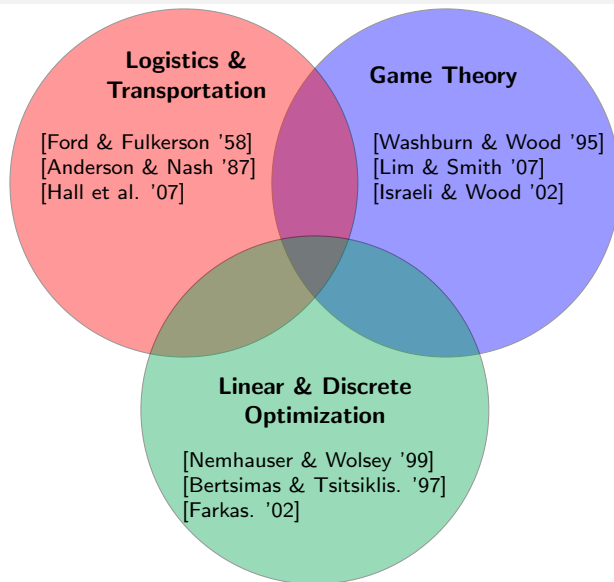 Logistics &
Transportation
[Ford & Fulkerson '58]
[Anderson & Nash '87]
[Hall et al. '07]
Game Theory
[Washburn & Wood '95]
[Lim & Smith '07]
[Israeli & Wood '02]
Linear & Discrete
Optimization
[Nemhauser & Wolsey '99]
[Bertsimas & Tsitsiklis. '97]
[Farkas. '02]